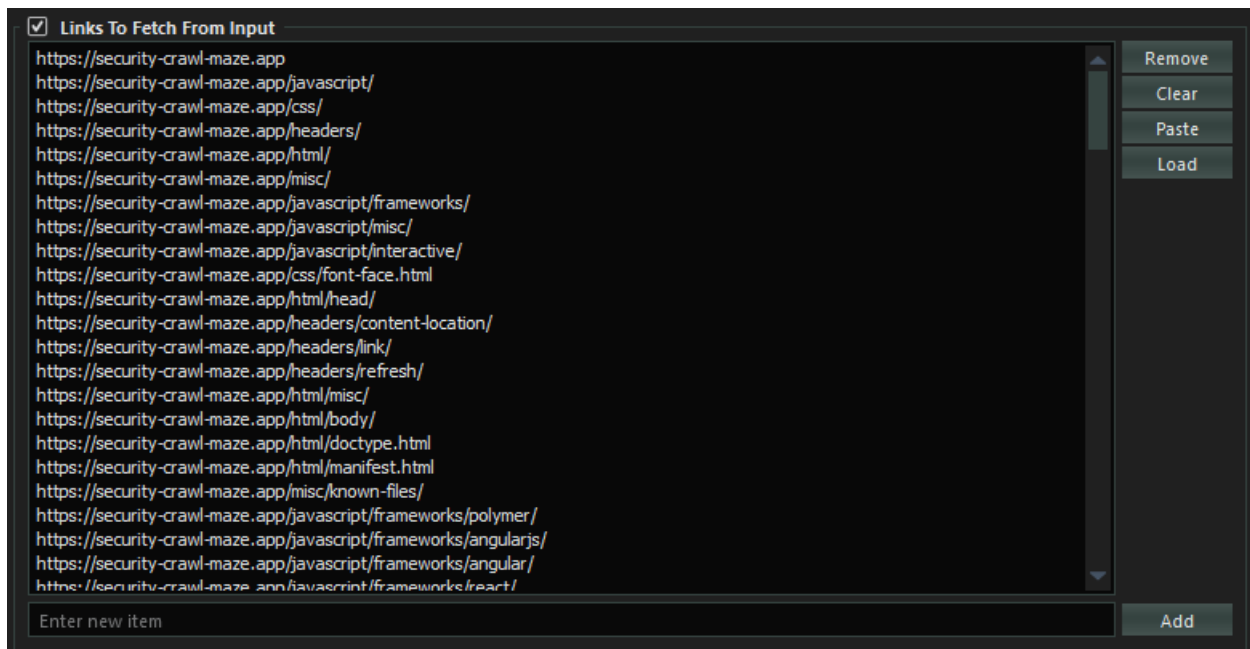 Links To Fetch From Input
https://security-crawl-maze.app
https://security-crawl-maze.app/javascript/
https://security-crawl-maze.app/css/
https://security-crawl-maze.app/headers/
https://security-crawl-maze.app/html/
https://security-crawl-maze.app/misc/
https://security-crawl-maze.app/javascript/frameworks/
https://security-crawl-maze.app/javascript/misc/
https://security-crawl-maze.app/javascript/interactive/
https://security-crawl-maze.app/css/font-face.html
https://security-crawl-maze.app/html/head/
https://security-crawl-maze.app/headers/content-location/
https://security-crawl-maze.app/headers/link/
https://security-crawl-maze.app/headers/refresh/
https://security-crawl-maze.app/html/misc/
https://security-crawl-maze.app/html/body/
https://security-crawl-maze.app/html/doctype.html
https://security-crawl-maze.app/html/manifest.html
https://security-crawl-maze.app/misc/known-files/
https://security-crawl-maze.app/javascript/frameworks/polymer/
https://security-crawl-maze.app/javascript/frameworks/angularjs/
https://security-crawl-maze.app/javascript/frameworks/angular/
https://security-crawl-maze.app/javascript/frameworks/react/
Remove
Clear
Paste
Load
Enter new item
Add